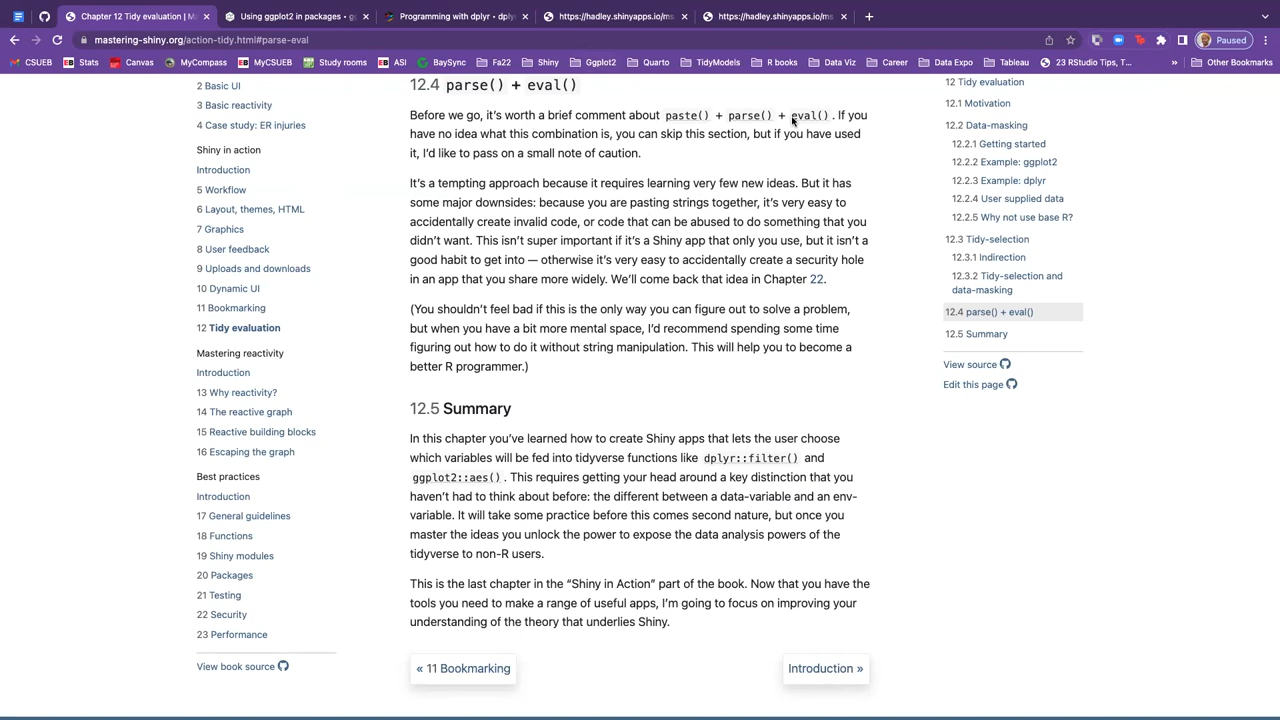 Chapter 12 Tidy evaluation | M
Using ggplot2 in packages • g
Programming with dplyr • dply
https://hadley.shinyapps.io/ms
https://hadley.shinyapps.io/ms
mastering-shiny.org/action-tidy.html#parse-eval
Paused
CSUEB
EB Stats
Canvas
MyCompass
EB MyCSUEB
Study rooms
EB ASI
BaySync
Fa22
Shiny
Ggplot2
Quarto
TidyModels
R books
Data Viz
Career
Data Expo
Tableau
23 RStudio Tips, T...
»
Other Bookmarks
2 Basic UI
3 Basic reactivity
4 Case study: ER injuries
Shiny in action
Introduction
5 Workflow
6 Layout, themes, HTML
7 Graphics
8 User feedback
9 Uploads and downloads
10 Dynamic UI
11 Bookmarking
12 Tidy evaluation
Mastering reactivity
Introduction
13 Why reactivity?
14 The reactive graph
15 Reactive building blocks
16 Escaping the graph
Best practices
Introduction
17 General guidelines
18 Functions
19 Shiny modules
20 Packages
21 Testing
22 Security
23 Performance
View book source
12.4 parse() + eval()
Before we go, it's worth a brief comment about paste() + parse() + eval(). If you
have no idea what this combination is, you can skip this section, but if you have used
it, I'd like to pass on a small note of caution.
It's a tempting approach because it requires learning very few new ideas. But it has
some major downsides: because you are pasting strings together, it's very easy to
accidentally create invalid code, or code that can be abused to do something that you
didn't want. This isn't super important if it's a Shiny app that only you use, but it isn't a
good habit to get into — otherwise it's very easy to accidentally create a security hole
in an app that you share more widely. We'll come back that idea in Chapter 22.
(You shouldn't feel bad if this is the only way you can figure out to solve a problem,
but when you have a bit more mental space, I'd recommend spending some time
figuring out how to do it without string manipulation. This will help you to become a
better R programmer.)
12.5 Summary
In this chapter you've learned how to create Shiny apps that lets the user choose
which variables will be fed into tidyverse functions like dplyr::filter() and
ggplot2::aes(). This requires getting your head around a key distinction that you
haven't had to think about before: the different between a data-variable and an env-
variable. It will take some practice before this comes second nature, but once you
master the ideas you unlock the power to expose the data analysis powers of the
tidyverse to non-R users.
This is the last chapter in the “Shiny in Action” part of the book. Now that you have the
tools you need to make a range of useful apps, I'm going to focus on improving your
understanding of the theory that underlies Shiny.
« 11 Bookmarking
Introduction »
12 Tidy evaluation
12.1 Motivation
12.2 Data-masking
12.2.1 Getting started
12.2.2 Example: ggplot2
12.2.3 Example: dplyr
12.2.4 User supplied data
12.2.5 Why not use base R?
12.3 Tidy-selection
12.3.1 Indirection
12.3.2 Tidy-selection and
data-masking
12.4 parse() + eval()
12.5 Summary
View source
Edit this page